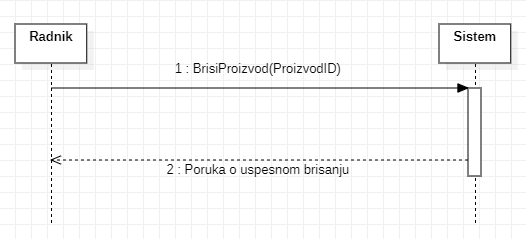 Radnik
Sistem
1 : BrisiProizvod(ProizvodID)
2 : Poruka o uspesnom brisanju